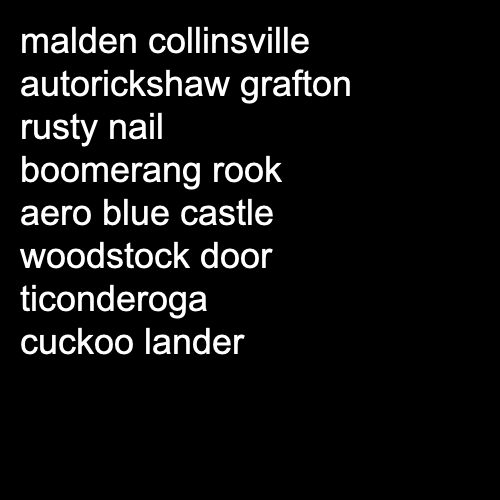 malden collinsville
autorickshaw grafton
rusty nail
boomerang rook
aero blue castle
woodstock door
ticonderoga
cuckoo lander